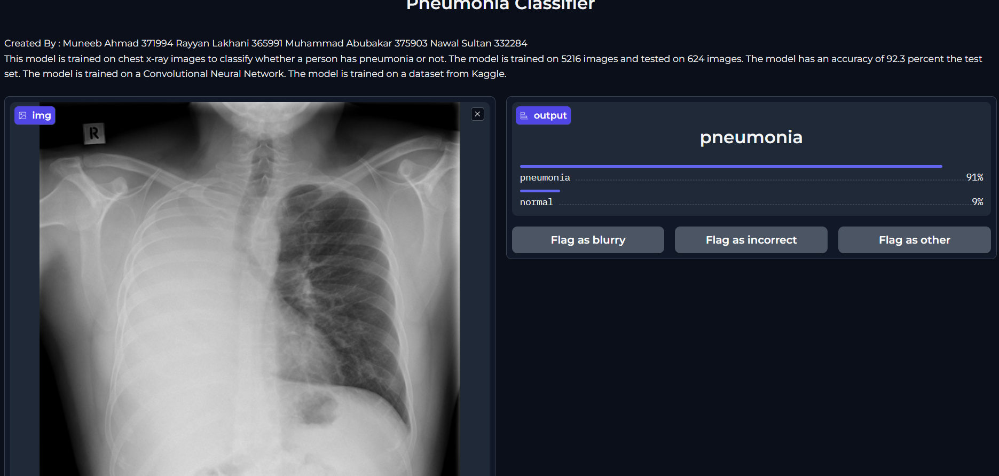 Pneumonia Classifier
Created By : Muneeb Ahmad 371994 Rayyan Lakhani 365991 Muhammad Abubakar 375903 Nawal Sultan 332284
This model is trained on chest x-ray images to classify whether a person has pneumonia or not. The model is trained on 5216 images and tested on 624 images. The model has an accuracy of 92.3 percent the test
set. The model is trained on a Convolutional Neural Network. The model is trained on a dataset from Kaggle.
img
R
output
pneumonia
pneumonia 91%
normal 9%
Flag as blurry
Flag as incorrect
Flag as other